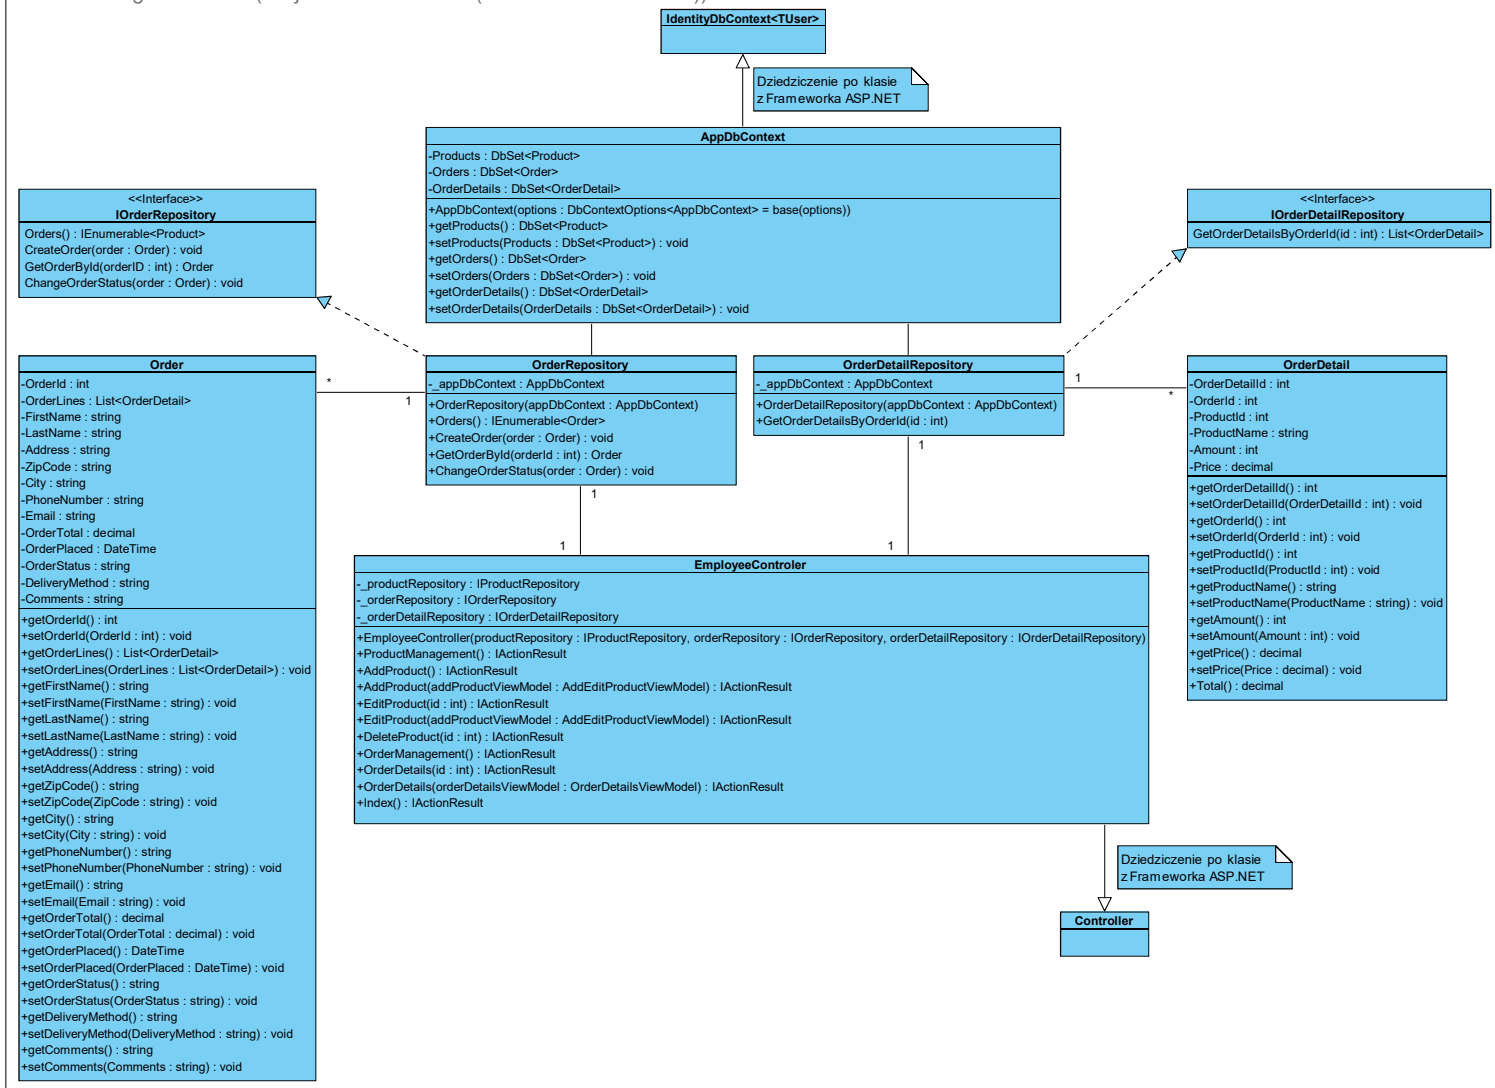 IdentityDbContext<TUser>
Dziedziczenie po klasie
z Frameworka ASP.NET
AppDbContext
-Products : DbSet<Product>
-Orders : DbSet<Order>
-OrderDetails : DbSet<OrderDetail>
+AppDbContext(options : DbContextOptions<AppDbContext> = base(options))
+getProducts() : DbSet<Product>
+setProducts(Products : DbSet<Product>) : void
+getOrders() : DbSet<Order>
+setOrders(Orders : DbSet<Order>) : void
+getOrderDetails() : DbSet<OrderDetail>
+setOrderDetails(OrderDetails : DbSet<OrderDetail>) : void
<<Interface>>
IOrderRepository
Orders() : IEnumerable<Product>
CreateOrder(order : Order) : void
GetOrderById(orderID : int) : Order
ChangeOrderStatus(order : Order) : void
<<Interface>>
IOrderDetailRepository
GetOrderDetailsByOrderId(id : int) : List<OrderDetail>
Order
-OrderId : int
-OrderLines : List<OrderDetail>
-FirstName : string
-LastName : string
-Address : string
-ZipCode : string
-City : string
-PhoneNumber : string
-Email : string
-OrderTotal : decimal
-OrderPlaced : DateTime
-OrderStatus : string
-DeliveryMethod : string
-Comments : string
+getOrderId() : int
+setOrderId(OrderId : int) : void
+getOrderLines() : List<OrderDetail>
+setOrderLines(OrderLines : List<OrderDetail>) : void
+getFirstName() : string
+setFirstName(FirstName : string) : void
+getLastName() : string
+setLastName(LastName : string) : void
+getAddress() : string
+setAddress(Address : string) : void
+getZipCode() : string
+setZipCode(ZipCode : string) : void
+getCity() : string
+setCity(City : string) : void
+getPhoneNumber() : string
+setPhoneNumber(PhoneNumber : string) : void
+getEmail() : string
+setEmail(Email : string) : void
+getOrderTotal() : decimal
+setOrderTotal(OrderTotal : decimal) : void
+getOrderPlaced() : DateTime
+setOrderPlaced(OrderPlaced : DateTime) : void
+getOrderStatus() : string
+setOrderStatus(OrderStatus : string) : void
+getDeliveryMethod() : string
+setDeliveryMethod(DeliveryMethod : string) : void
+getComments() : string
+setComments(Comments : string) : void
*
1
OrderRepository
-_appDbContext : AppDbContext
+OrderRepository(appDbContext : AppDbContext)
+Orders() : IEnumerable<Order>
+CreateOrder(order : Order) : void
+GetOrderById(orderId : int) : Order
+ChangeOrderStatus(order : Order) : void
OrderDetailRepository
-_appDbContext : AppDbContext
+OrderDetailRepository(appDbContext : AppDbContext)
+GetOrderDetailsByOrderId(id : int)
1
*
OrderDetail
-OrderDetailId : int
-OrderId : int
-ProductId : int
-ProductName : string
-Amount : int
-Price : decimal
+getOrderDetailId() : int
+setOrderDetailId(OrderDetailId : int) : void
+getOrderId() : int
+setOrderId(OrderId : int) : void
+getProductId() : int
+setProductId(ProductId : int) : void
+getProductName() : string
+setProductName(ProductName : string) : void
+getAmount() : int
+setAmount(Amount : int) : void
+getPrice() : decimal
+setPrice(Price : decimal) : void
+Total() : decimal
1
1
1
1
EmployeeControler
-_productRepository : IProductRepository
-_orderRepository : IOrderRepository
-_orderDetailRepository : IOrderDetailRepository
+EmployeeController(productRepository : IProductRepository, orderRepository : IOrderRepository, orderDetailRepository : IOrderDetailRepository)
+ProductManagement() : IActionResult
+AddProduct() : IActionResult
+AddProduct(addProductViewModel : AddEditProductViewModel) : IActionResult
+EditProduct(id : int) : IActionResult
+EditProduct(addProductViewModel : AddEditProductViewModel) : IActionResult
+DeleteProduct(id : int) : IActionResult
+OrderManagement() : IActionResult
+OrderDetails(id : int) : IActionResult
+OrderDetails(orderDetailsViewModel : OrderDetailsViewModel) : IActionResult
+Index() : IActionResult
Dziedziczenie po klasie
z Frameworka ASP.NET
Controller